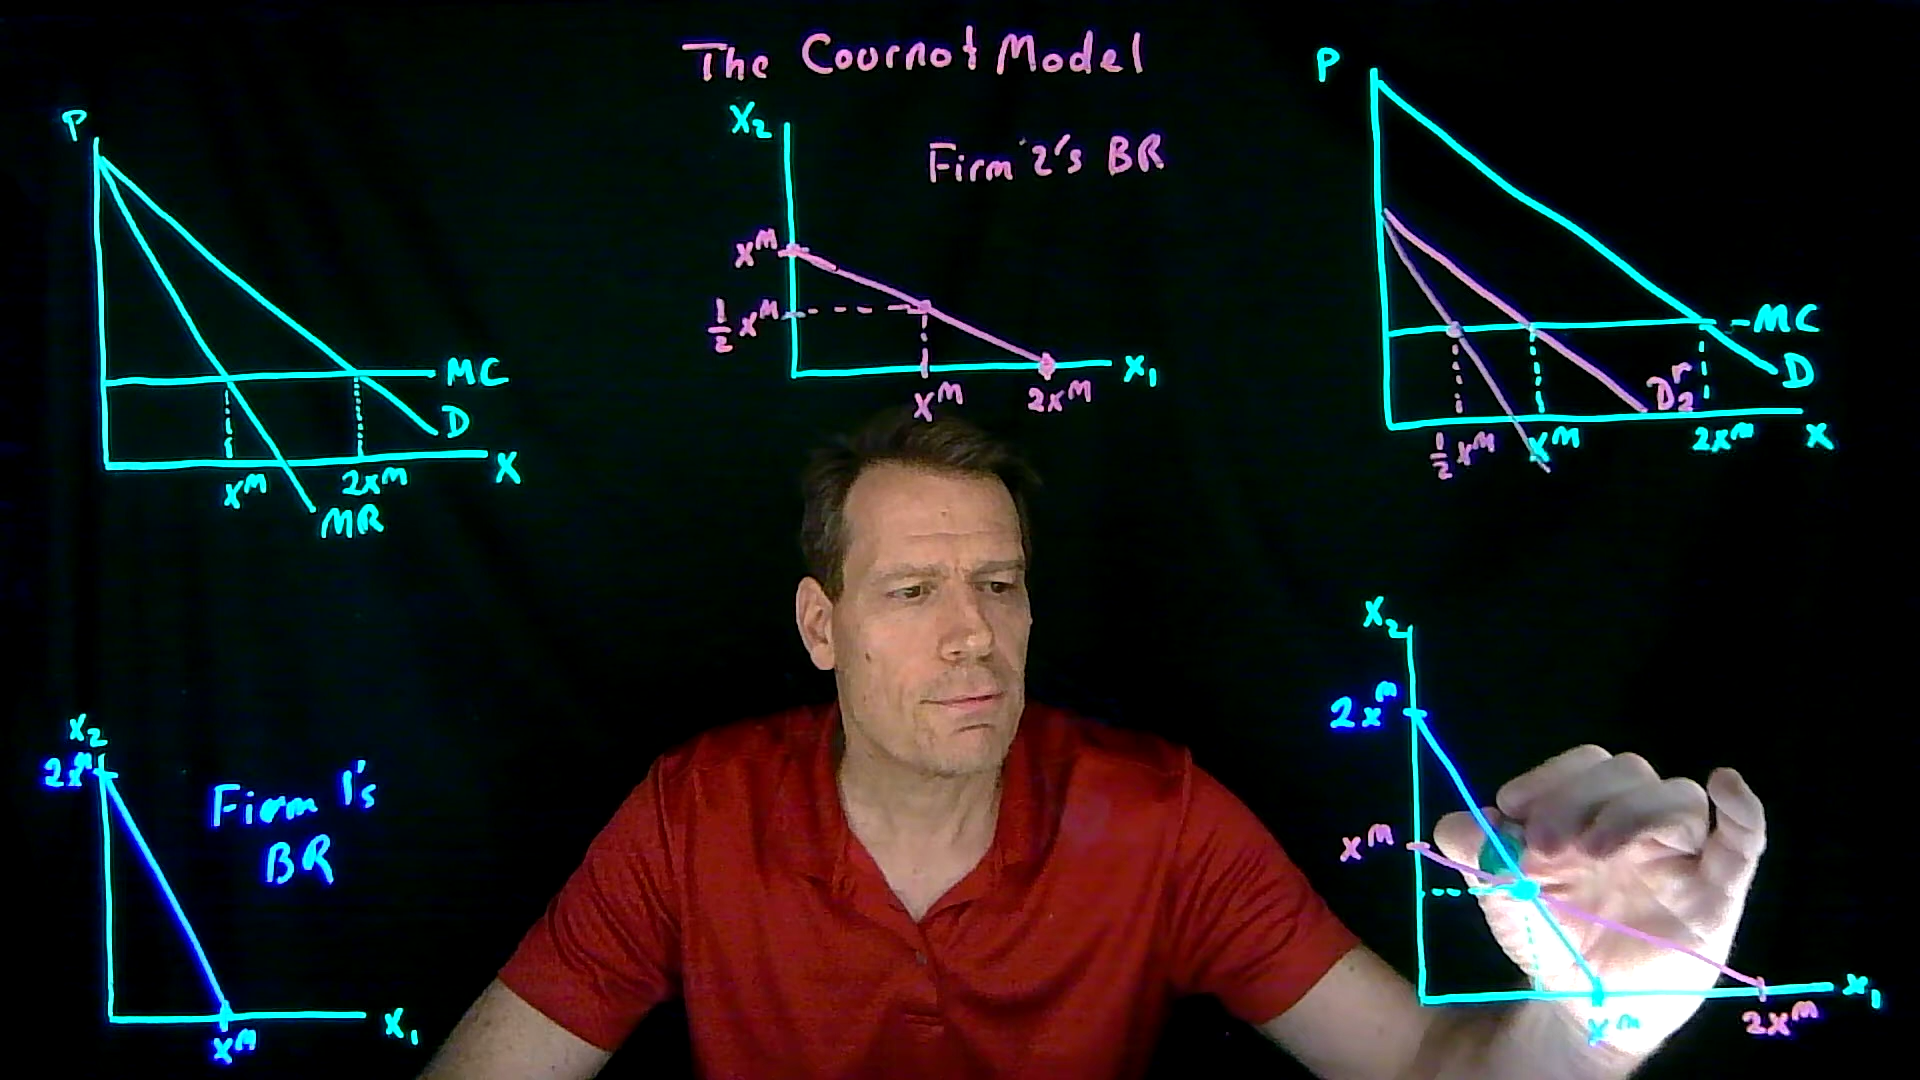 The Cournot Model
P
MC
D
x^M
2x^M
X
MR
X₂
Firm 2's BR
x^M
½ x^M
x^M
2x^M
X₁
P
MC
D
D₂^r
½ x^M
x^M
2x^M
X
X₂
2x^M
Firm 1's
BR
x^M
X₁
X₂
2x^M
x^M
x^M
2x^M
X₁